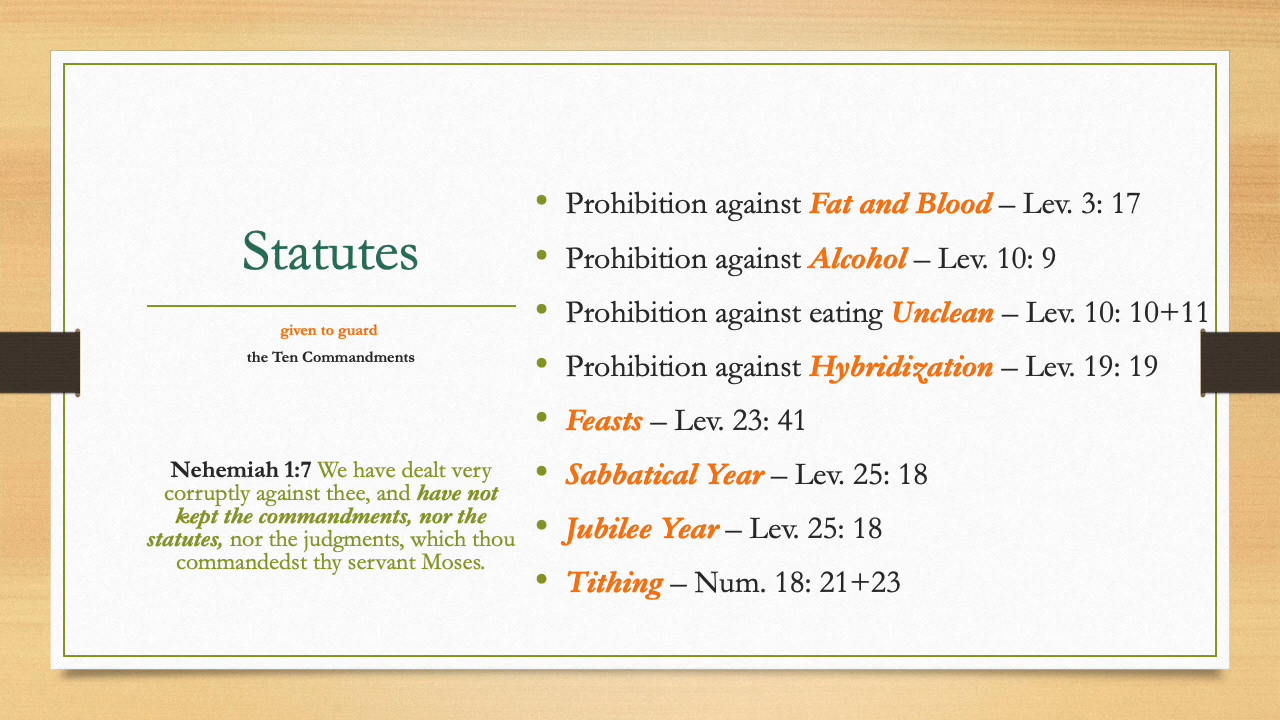 Statutes
given to guard
the Ten Commandments
Nehemiah 1:7 We have dealt very
corruptly against thee, and have not
kept the commandments, nor the
statutes, nor the judgments, which thou
commandedst thy servant Moses.
• Prohibition against Fat and Blood – Lev. 3: 17
• Prohibition against Alcohol – Lev. 10: 9
• Prohibition against eating Unclean – Lev. 10: 10+11
• Prohibition against Hybridization – Lev. 19: 19
• Feasts – Lev. 23: 41
• Sabbatical Year – Lev. 25: 18
• Jubilee Year – Lev. 25: 18
• Tithing – Num. 18: 21+23